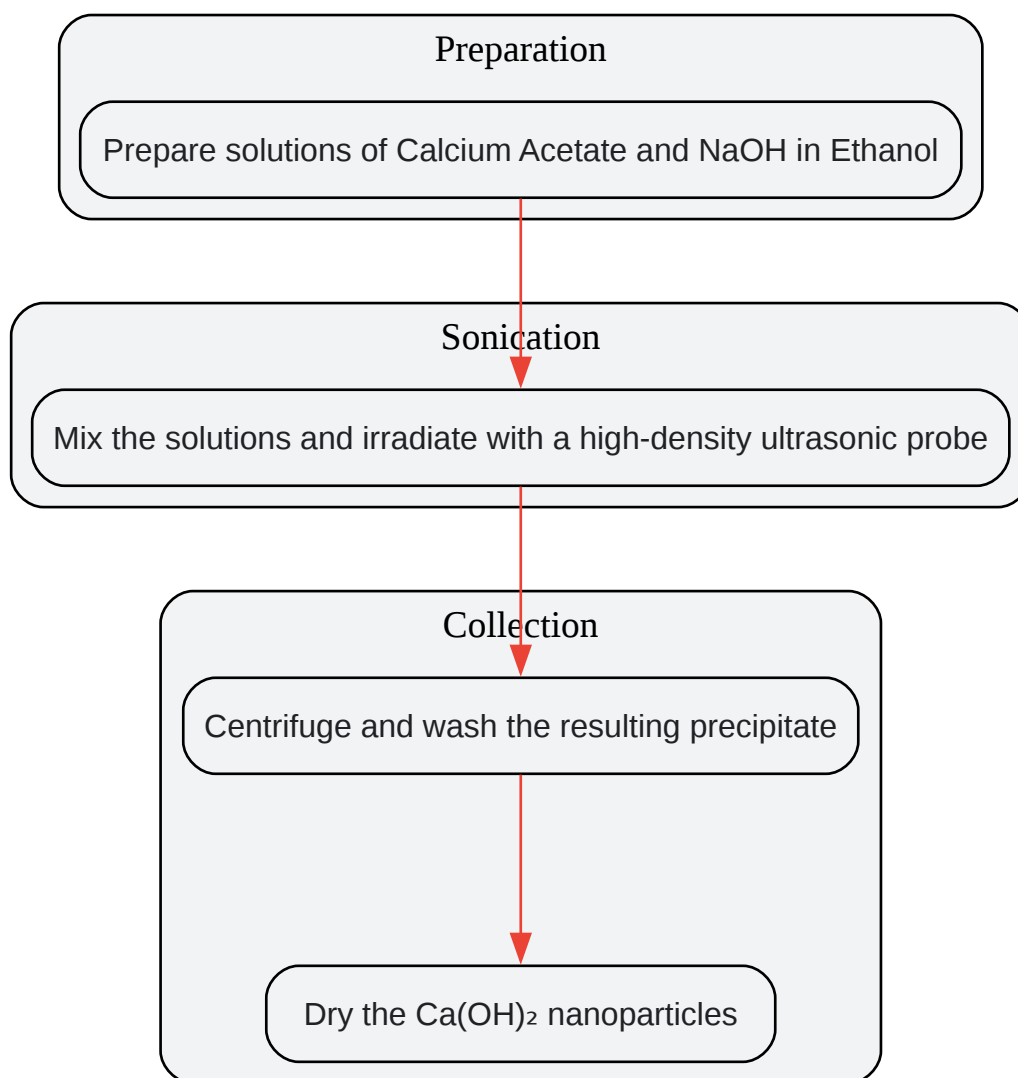 Preparation
Prepare solutions of Calcium Acetate and NaOH in Ethanol
Sonication
Mix the solutions and irradiate with a high-density ultrasonic probe
Collection
Centrifuge and wash the resulting precipitate
Dry the Ca(OH)₂ nanoparticles